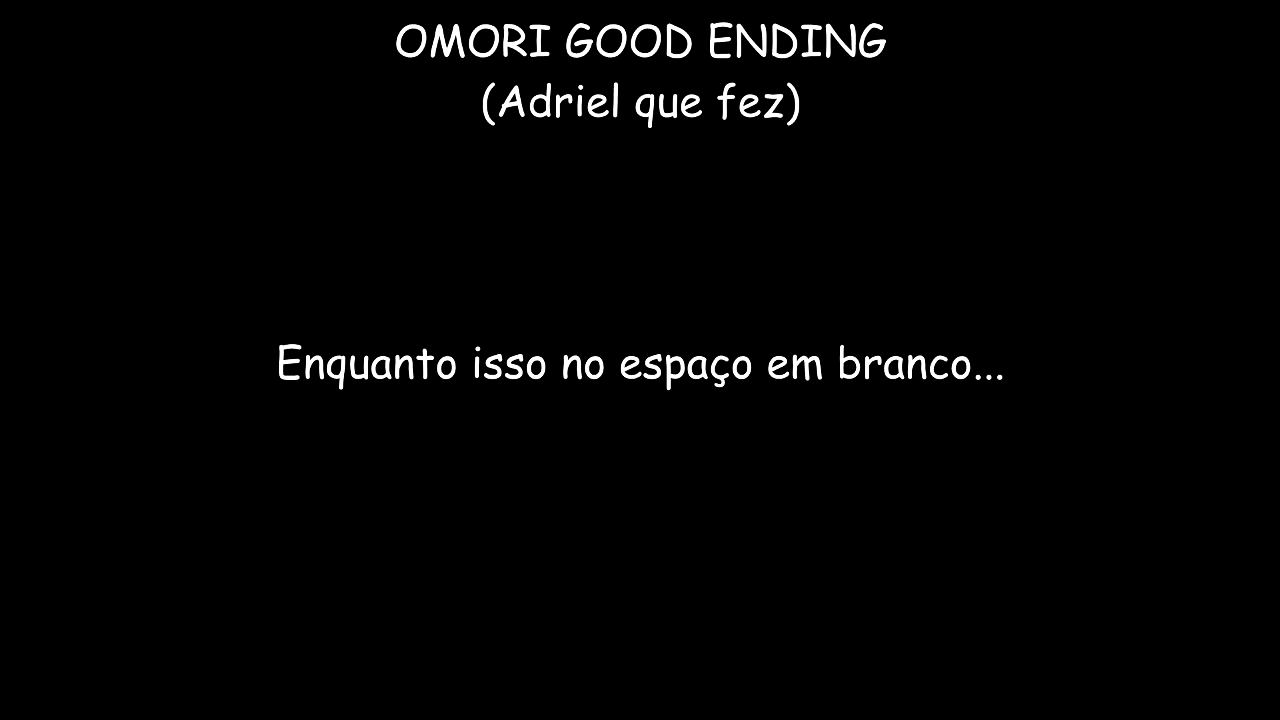 OMORI GOOD ENDING
(Adriel que fez)
Enquanto isso no espaço em branco...